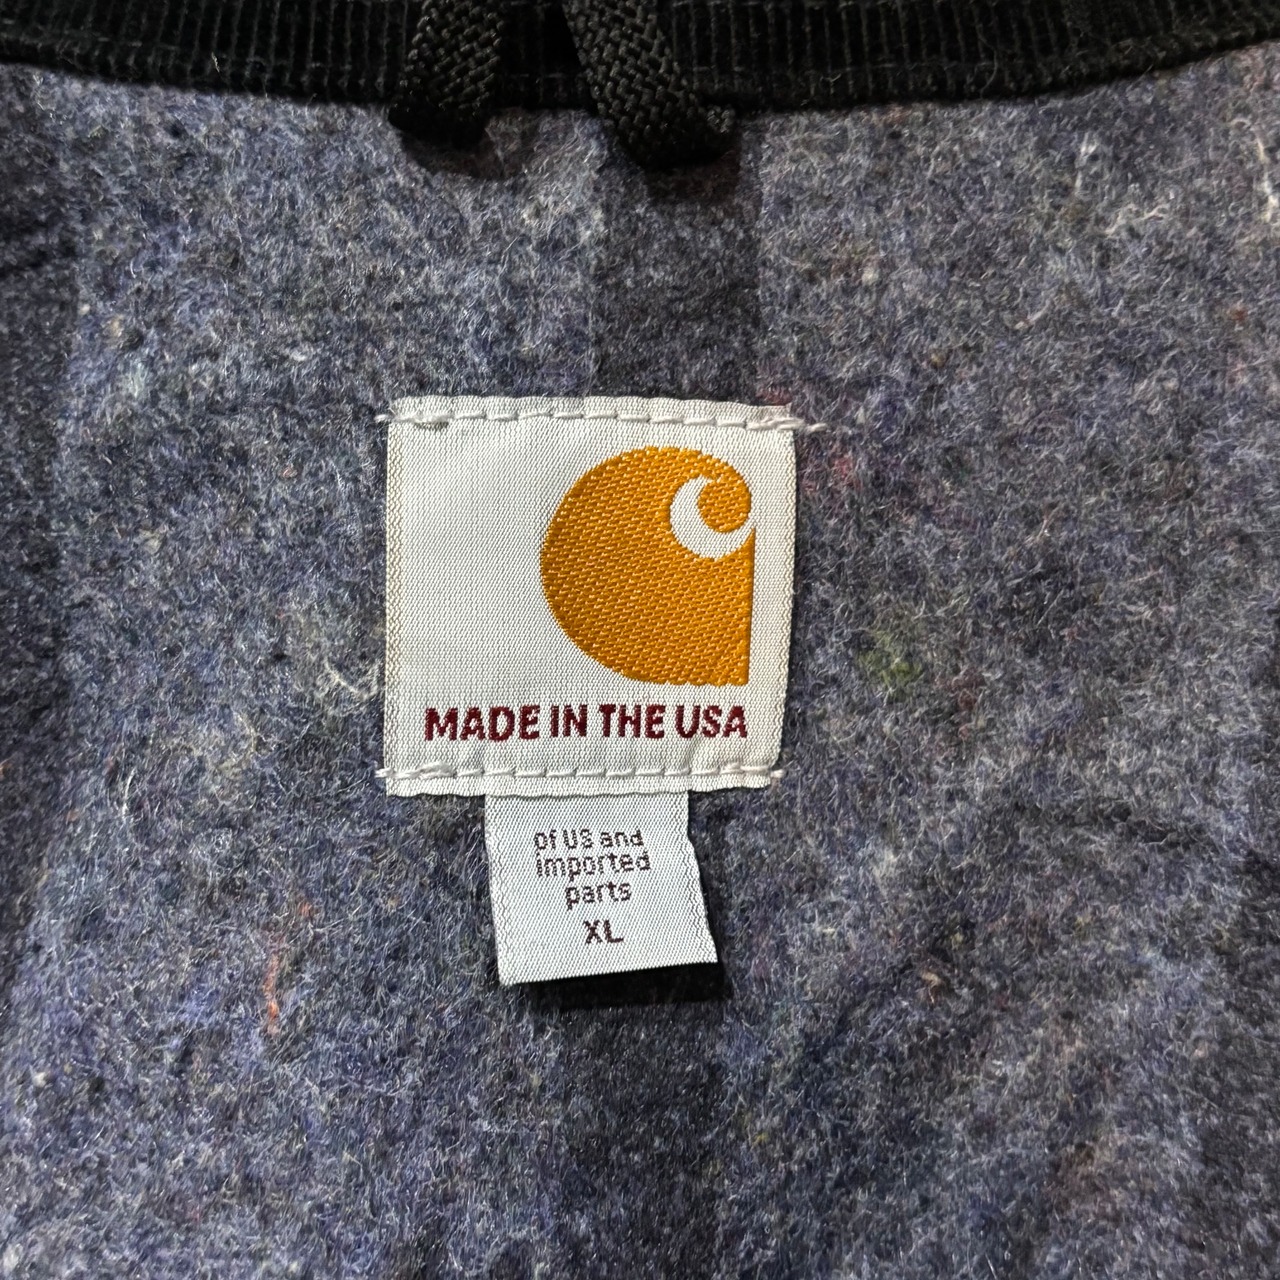 MADE IN THE USA
of US and
imported
parts
XL